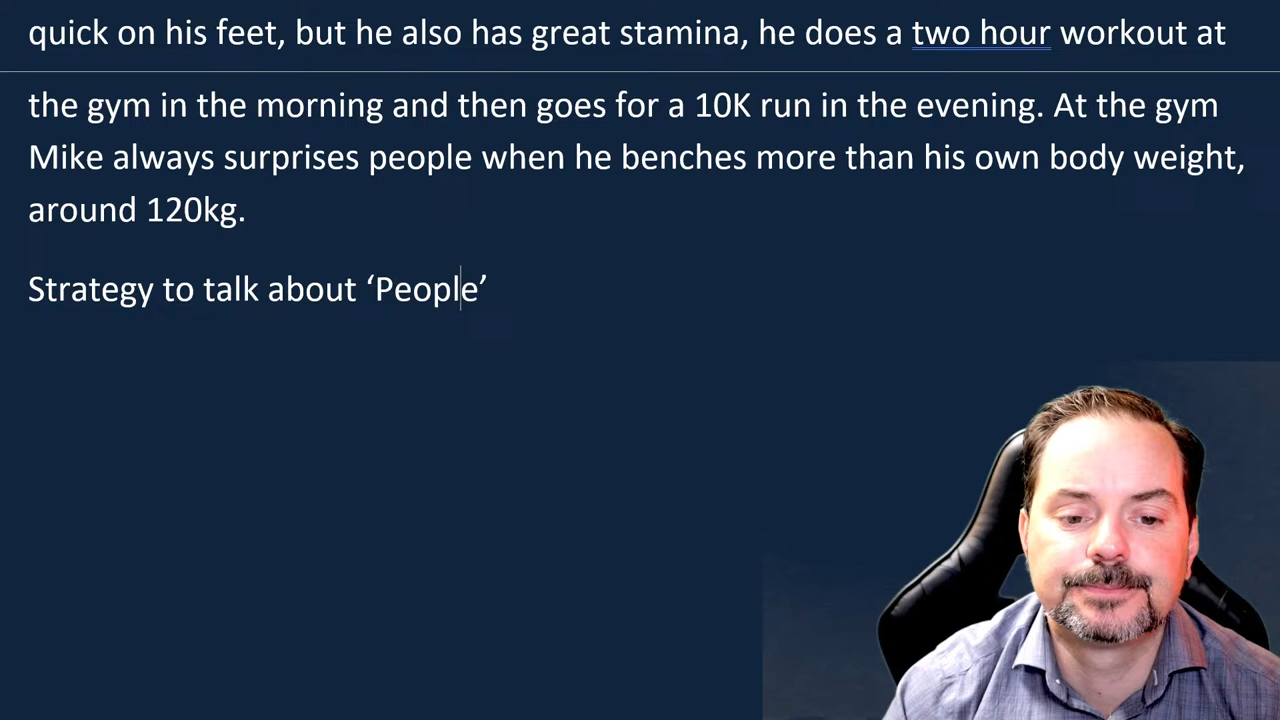 quick on his feet, but he also has great stamina, he does a two hour workout at
the gym in the morning and then goes for a 10K run in the evening. At the gym
Mike always surprises people when he benches more than his own body weight,
around 120kg.
Strategy to talk about ‘People’